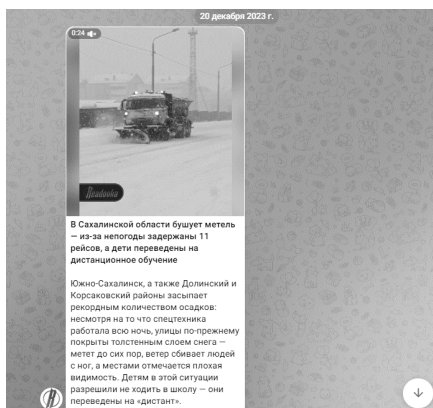 20 декабря 2023 г.
0:24
Readovka
В Сахалинской области бушует метель
— из-за непогоды задержаны 11
рейсов, а дети переведены на
дистанционное обучение
Южно-Сахалинск, а также Долинский и
Корсаковский районы засыпает
рекордным количеством осадков:
несмотря на то что спецтехника
работала всю ночь, улицы по-прежнему
покрыты толстенным слоем снега —
метет до сих пор, ветер сбивает людей
с ног, а местами отмечается плохая
видимость. Детям в этой ситуации
разрешили не ходить в школу — они
переведены на «дистант».